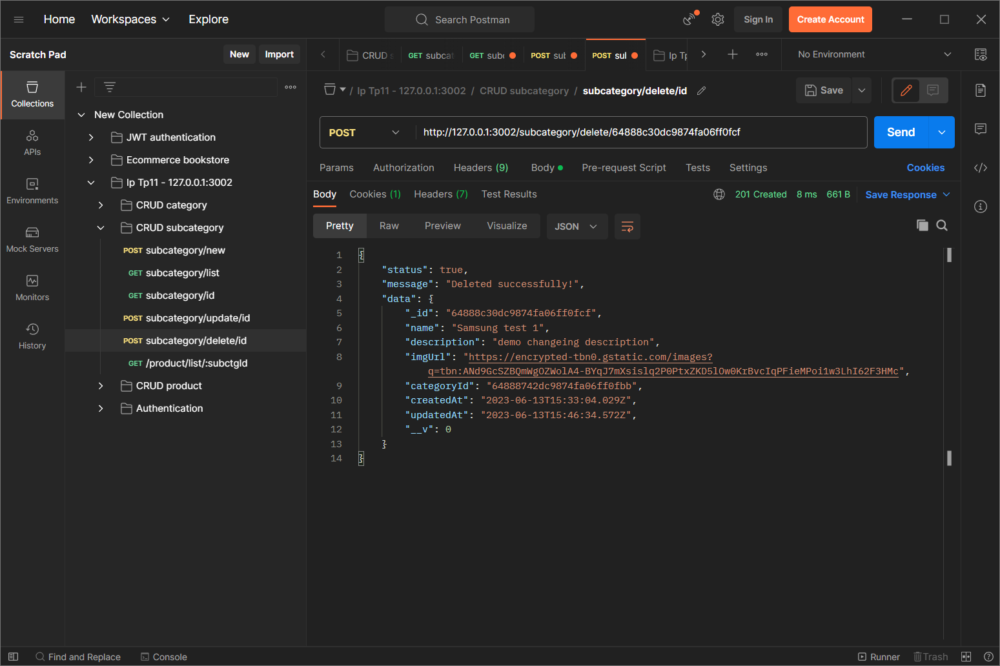 Home Workspaces Explore Search Postman Sign In Create Account
Scratch Pad New Import
CRUD s GET subcat GET subc POST sub POST sul Ip Tp No Environment
Collections
APIs
Environments
Mock Servers
Monitors
History
New Collection
JWT authentication
Ecommerce bookstore
Ip Tp11 - 127.0.0.1:3002
CRUD category
CRUD subcategory
POST subcategory/new
GET subcategory/list
GET subcategory/id
POST subcategory/update/id
POST subcategory/delete/id
GET /product/list/:subctgId
CRUD product
Authentication
/ Ip Tp11 - 127.0.0.1:3002 / CRUD subcategory / subcategory/delete/id Save
POST http://127.0.0.1:3002/subcategory/delete/64888c30dc9874fa06ff0fcf Send
Params Authorization Headers (9) Body Pre-request Script Tests Settings Cookies
Body Cookies (1) Headers (7) Test Results 201 Created 8 ms 661 B Save Response
Pretty Raw Preview Visualize JSON
1 {
2 "status": true,
3 "message": "Deleted successfully!",
4 "data": {
5 "_id": "64888c30dc9874fa06ff0fcf",
6 "name": "Samsung test 1",
7 "description": "demo changeing description",
8 "imgUrl": "https://encrypted-tbn0.gstatic.com/images?
q=tbn:ANd9GcSZBQmWgOZWolA4-BYqJ7mXsislq2P0PtxZKD5lOw0KrBvcIqPFieMPoi1w3LhI62F3HMc",
9 "categoryId": "64888742dc9874fa06ff0fbb",
10 "createdAt": "2023-06-13T15:33:04.029Z",
11 "updatedAt": "2023-06-13T15:46:34.572Z",
12 "__v": 0
13 }
14 }
Find and Replace Console Runner Trash